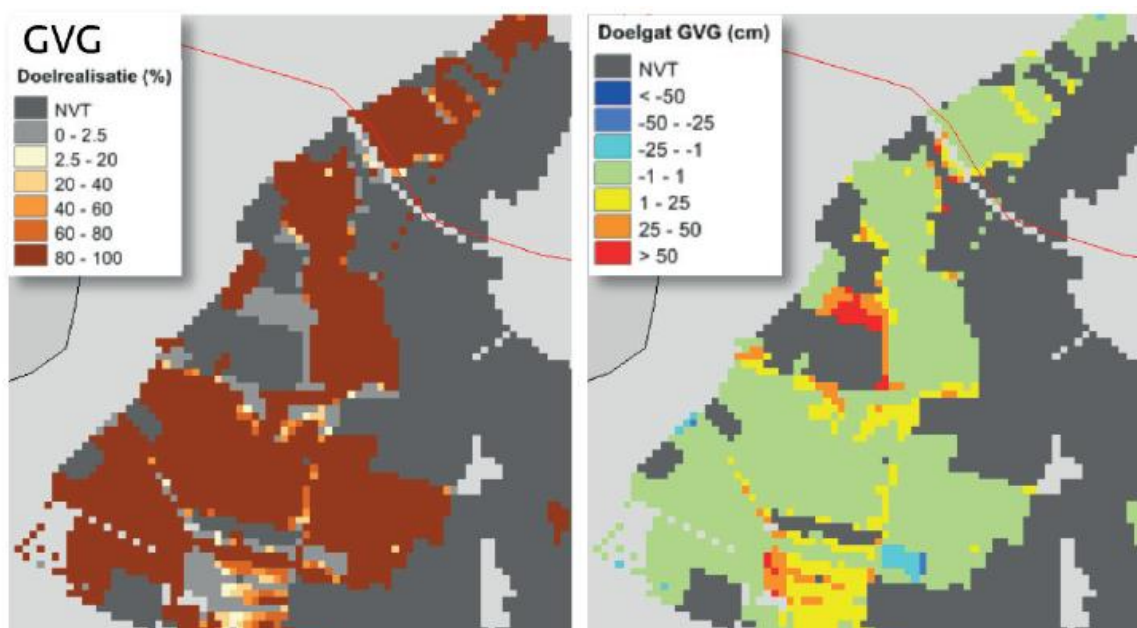 GVG
Doelrealisatie (%)
NVT
0 - 2.5
2.5 - 20
20 - 40
40 - 60
60 - 80
80 - 100
Doelgat GVG (cm)
NVT
< -50
-50 - -25
-25 - -1
-1 - 1
1 - 25
25 - 50
> 50